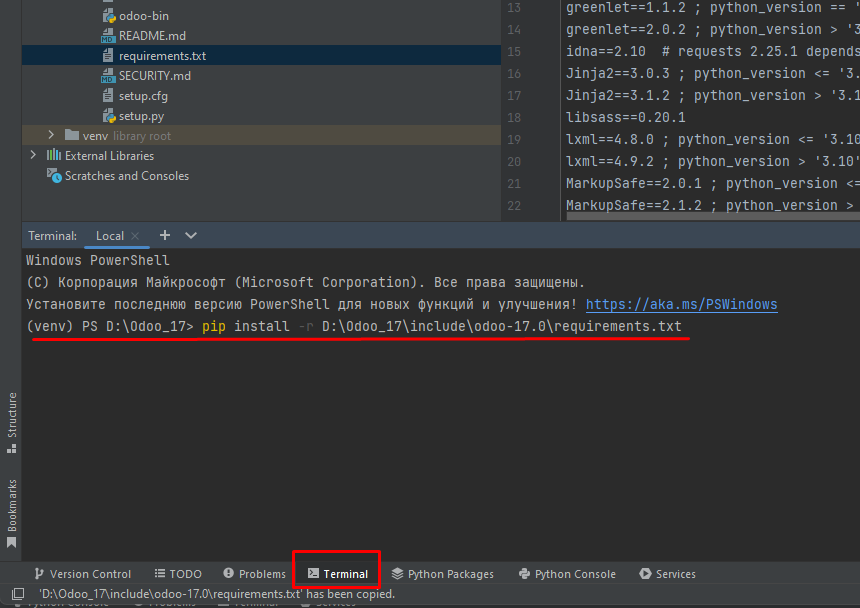 odoo-bin
README.md
requirements.txt
SECURITY.md
setup.cfg
setup.py
venv library root
External Libraries
Scratches and Consoles
13 greenlet==1.1.2 ; python_version == '
14 greenlet==2.0.2 ; python_version > '3
15 idna==2.10  # requests 2.25.1 depends
16 Jinja2==3.0.3 ; python_version <= '3.
17 Jinja2==3.1.2 ; python_version > '3.1
18 libsass==0.20.1
19 lxml==4.8.0 ; python_version <= '3.10
20 lxml==4.9.2 ; python_version > '3.10'
21 MarkupSafe==2.0.1 ; python_version <=
22 MarkupSafe==2.1.2 ; python_version >
Terminal: Local
Windows PowerShell
(C) Корпорация Майкрософт (Microsoft Corporation). Все права защищены.
Установите последнюю версию PowerShell для новых функций и улучшения! https://aka.ms/PSWindows
(venv) PS D:\Odoo_17> pip install -r D:\Odoo_17\include\odoo-17.0\requirements.txt
Structure
Bookmarks
Version Control TODO Problems Terminal Python Packages Python Console Services
'D:\Odoo_17\include\odoo-17.0\requirements.txt' has been copied.